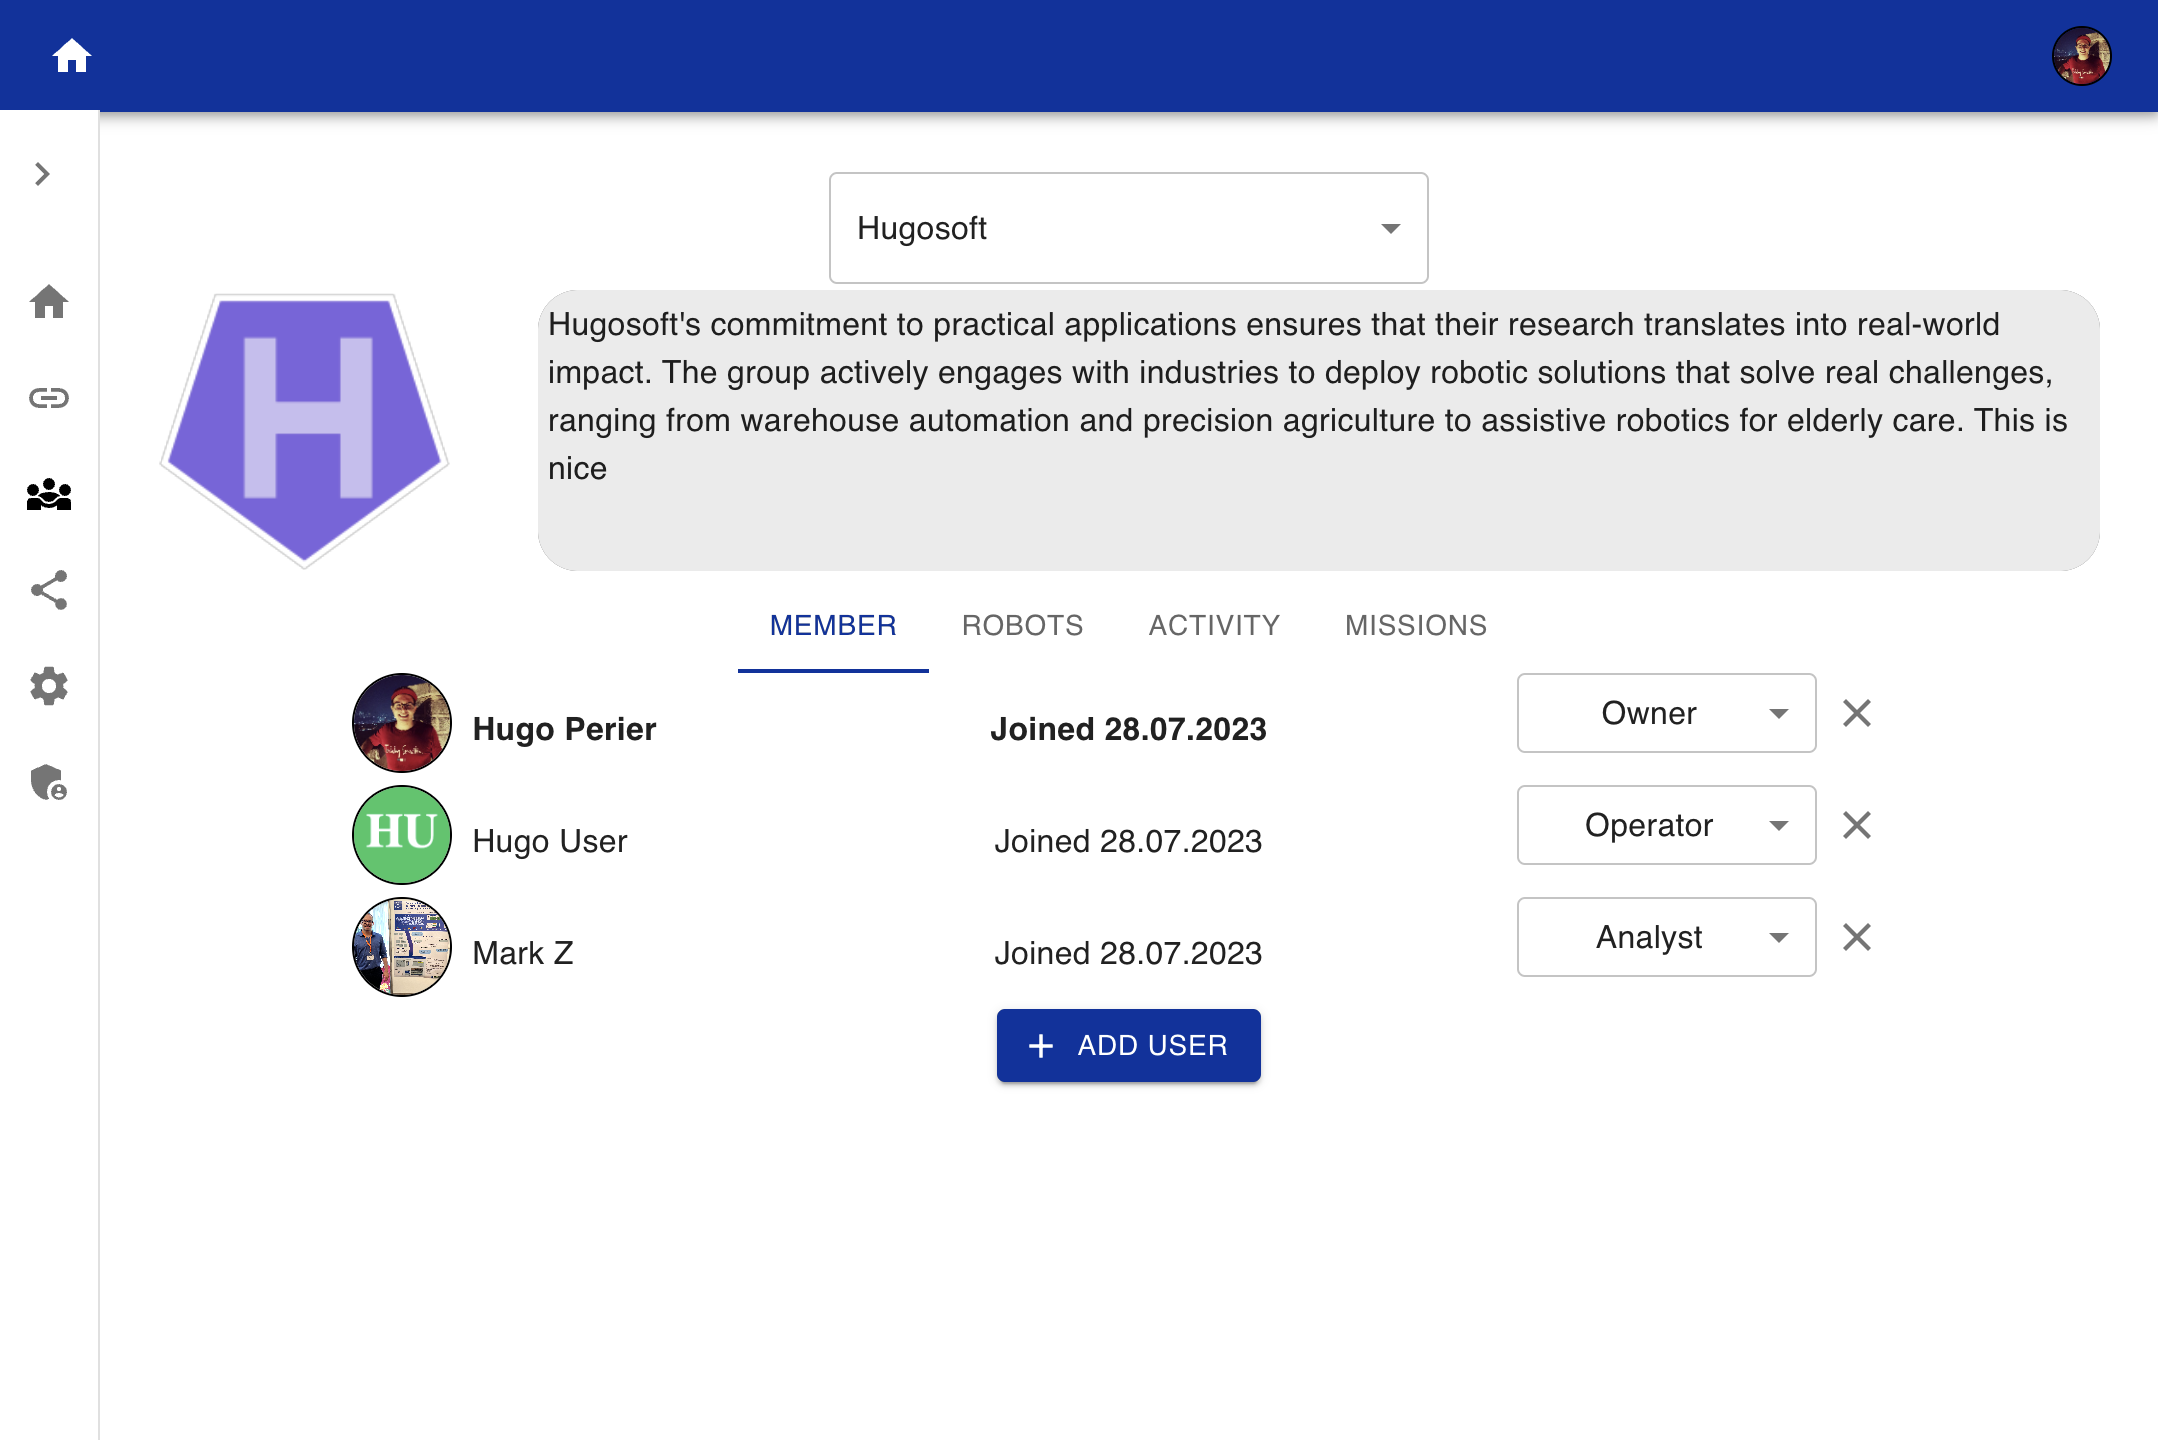 Hugosoft
H
Hugosoft's commitment to practical applications ensures that their research translates into real-world
impact. The group actively engages with industries to deploy robotic solutions that solve real challenges,
ranging from warehouse automation and precision agriculture to assistive robotics for elderly care. This is
nice
MEMBER ROBOTS ACTIVITY MISSIONS
Hugo Perier Joined 28.07.2023 Owner
HU Hugo User Joined 28.07.2023 Operator
Mark Z Joined 28.07.2023 Analyst
+ ADD USER